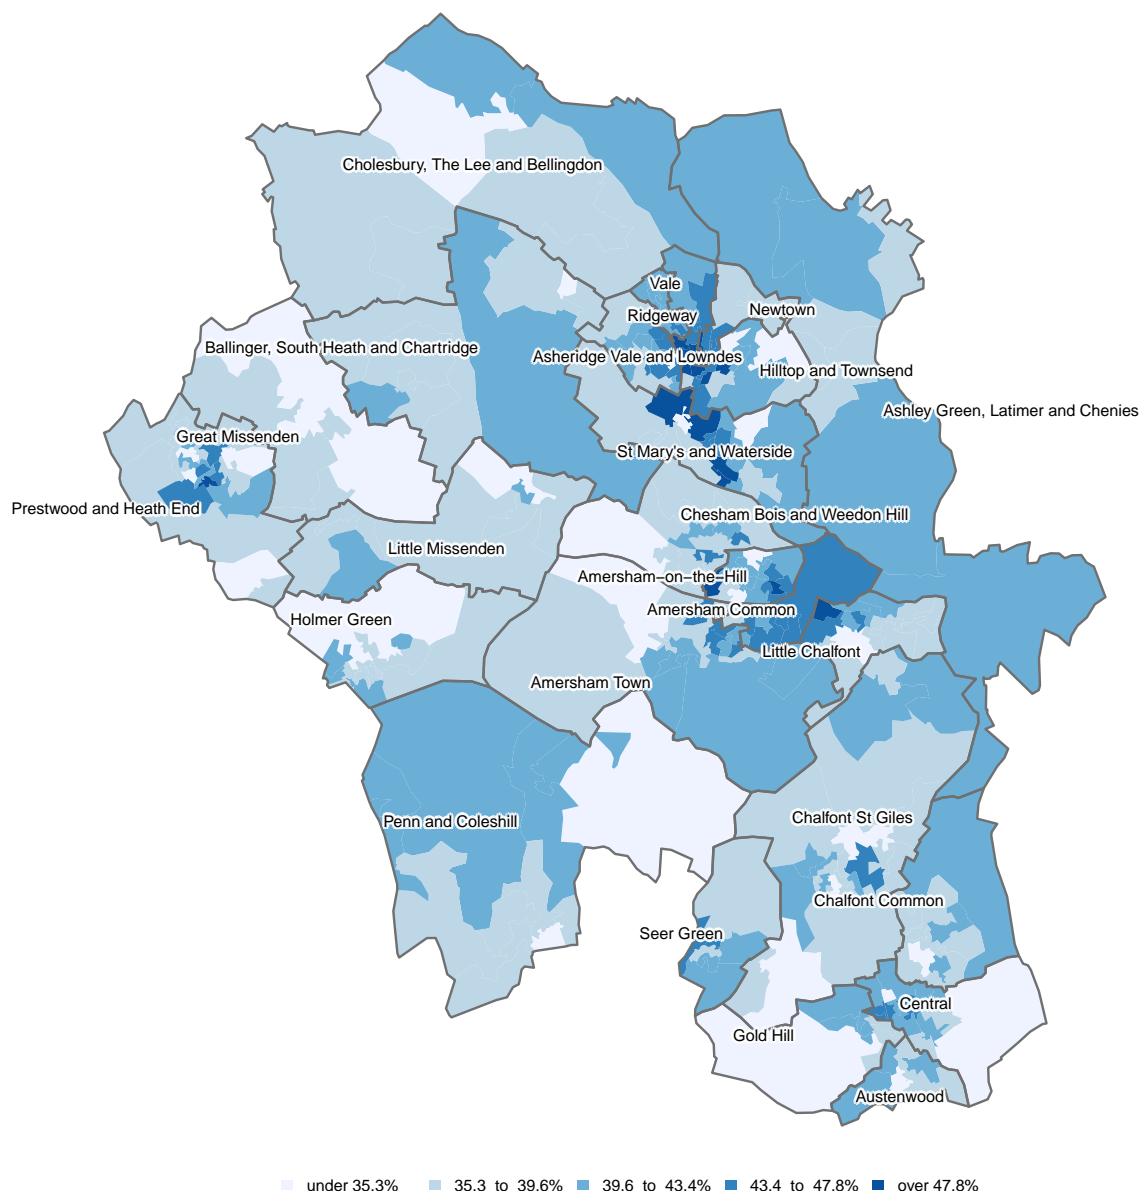 Cholesbury, The Lee and Bellingdon
Vale
Newtown
Ridgeway
Ballinger, South Heath and Chartridge
Asheridge Vale and Lowndes
Hilltop and Townsend
Ashley Green, Latimer and Chenies
Great Missenden
St Mary's and Waterside
Prestwood and Heath End
Chesham Bois and Weedon Hill
Little Missenden
Amersham-on-the-Hill
Amersham Common
Holmer Green
Little Chalfont
Amersham Town
Chalfont St Giles
Penn and Coleshill
Chalfont Common
Seer Green
Central
Gold Hill
Austenwood
under 35.3% 35.3 to 39.6% 39.6 to 43.4% 43.4 to 47.8% over 47.8%